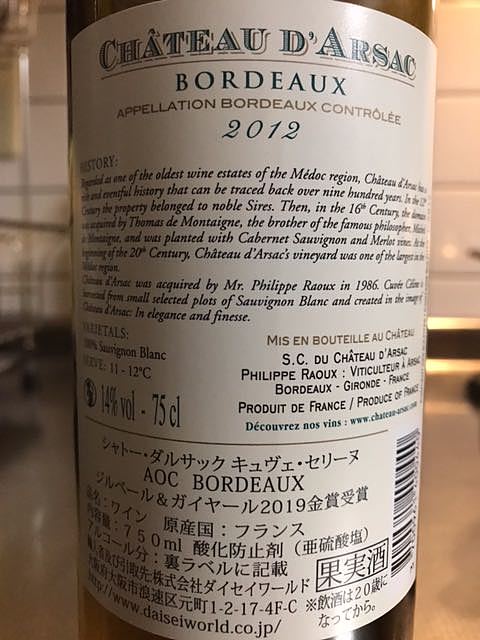 CHÂTEAU D'ARSAC
BORDEAUX
APPELLATION BORDEAUX CONTRÔLÉE
2012
HISTORY:
Regarded as one of the oldest wine estates of the Médoc region, Château d'Arsac has a
rich and eventful history that can be traced back over nine hundred years. In the 12th
Century the property belonged to noble Sires. Then, in the 16th Century, the domain
was acquired by Thomas de Montaigne, the brother of the famous philosopher, Michel
de Montaigne, and was planted with Cabernet Sauvignon and Merlot vines. At the
beginning of the 20th Century, Château d'Arsac's vineyard was one of the largest in the
Médoc region.
Château d'Arsac was acquired by Mr. Philippe Raoux in 1986. Cuvée Céline is
harvested from small selected plots of Sauvignon Blanc and created in the image of
Château d'Arsac: In elegance and finesse.
VARIETALS:
100% Sauvignon Blanc
SERVE: 11 - 12°C
14% vol - 75 cl
MIS EN BOUTEILLE AU CHÂTEAU
S.C. DU CHÂTEAU D'ARSAC
PHILIPPE RAOUX : VITICULTEUR À ARSAC
BORDEAUX - GIRONDE - FRANCE
PRODUIT DE FRANCE / PRODUCE OF FRANCE
Découvrez nos vins : www.chateau-arsac.com
シャトー・ダルサック キュヴェ・セリーヌ
AOC BORDEAUX
ジルベール＆ガイヤール2019金賞受賞
品名：ワイン 原産国：フランス
内容量：750ml 酸化防止剤（亜硫酸塩）
アルコール分：裏ラベルに記載
果実酒
輸入者及び引取先株式会社ダイセイワールド
大阪府大阪市浪速区元町1-2-17-4F-C
※飲酒は20歳に
なってから。
http://www.daiseiworld.co.jp/